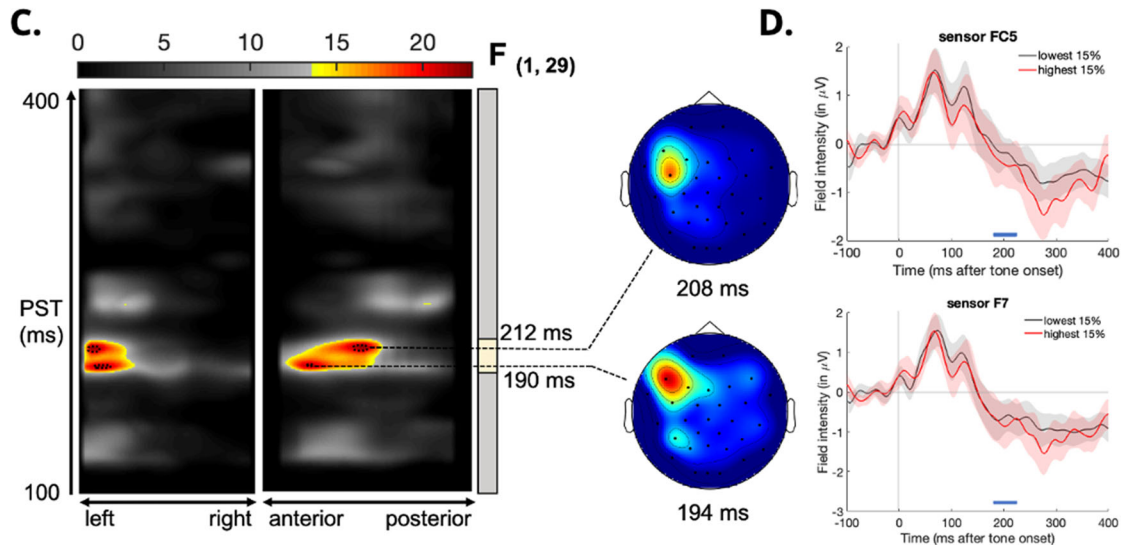 C.
0 5 10 15 20
F (1, 29)
400
PST
(ms)
100
left right
anterior posterior
212 ms
190 ms
208 ms
194 ms
D.
sensor FC5
lowest 15%
highest 15%
Field intensity (in μV)
2
1
0
-1
-2
-100 0 100 200 300 400
Time (ms after tone onset)
sensor F7
lowest 15%
highest 15%
Field intensity (in μV)
2
1
0
-1
-2
-3
-100 0 100 200 300 400
Time (ms after tone onset)